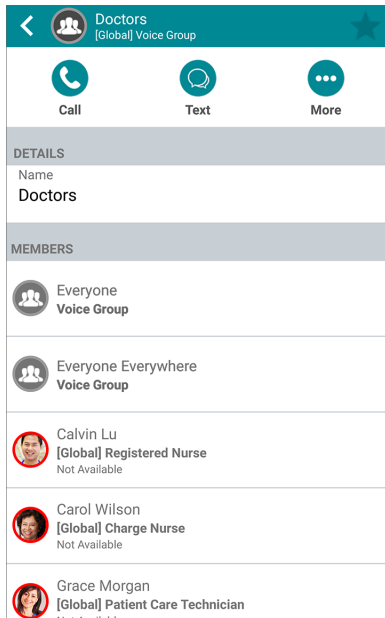 Doctors
[Global] Voice Group
Call
Text
More
DETAILS
Name
Doctors
MEMBERS
Everyone
Voice Group
Everyone Everywhere
Voice Group
Calvin Lu
[Global] Registered Nurse
Not Available
Carol Wilson
[Global] Charge Nurse
Not Available
Grace Morgan
[Global] Patient Care Technician